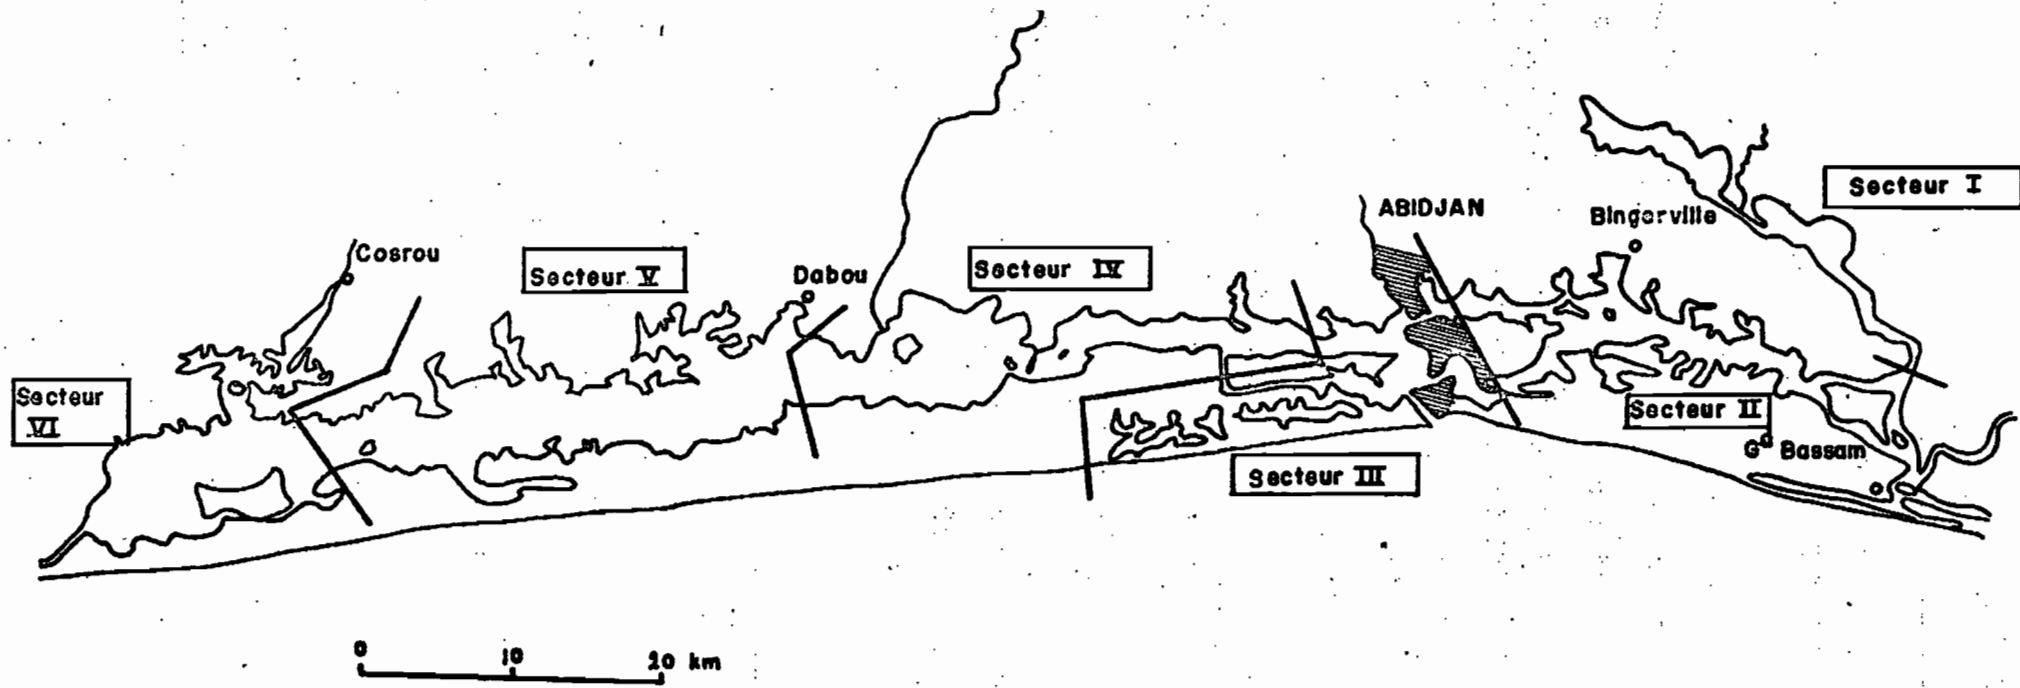 Secteur I
ABIDJAN
Bingerville
Cosrou
Secteur V
Dabou
Secteur IV
Secteur
VI
Secteur II
Gd Bassam
Secteur III
0 10 20 km